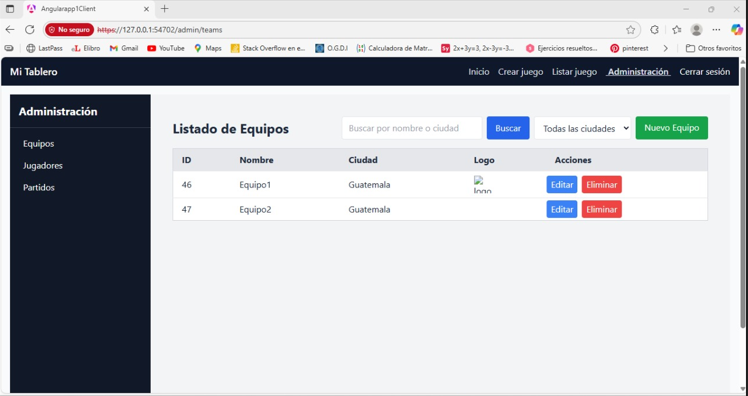 Angularapp1Client
No seguro https://127.0.0.1:54702/admin/teams
LastPass Elibro Gmail YouTube Maps Stack Overflow en e... O.G.D.I Calculadora de Matr... 2x+3y=3, 2x-3y=-3... Ejercicios resueltos... pinterest Otros favoritos
Mi Tablero Inicio Crear juego Listar juego Administración Cerrar sesión
Administración
Equipos
Jugadores
Partidos
Listado de Equipos Buscar por nombre o ciudad Buscar Todas las ciudades Nuevo Equipo
ID Nombre Ciudad Logo Acciones
46 Equipo1 Guatemala logo Editar Eliminar
47 Equipo2 Guatemala Editar Eliminar